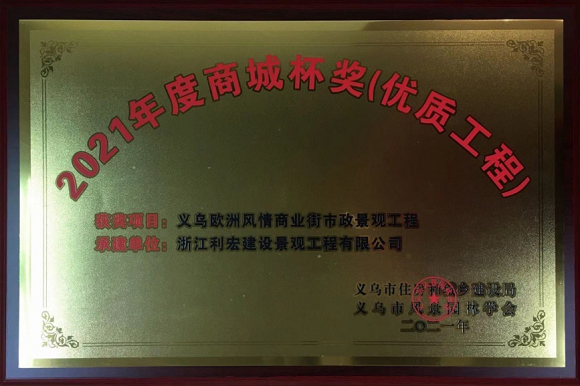 2021年度商城杯奖(优质工程)
获奖项目：义乌欧洲风情商业街市政景观工程
承建单位：浙江利宏建设景观工程有限公司
义乌市住房和城乡建设局
义乌市风景园林学会
二〇二一年